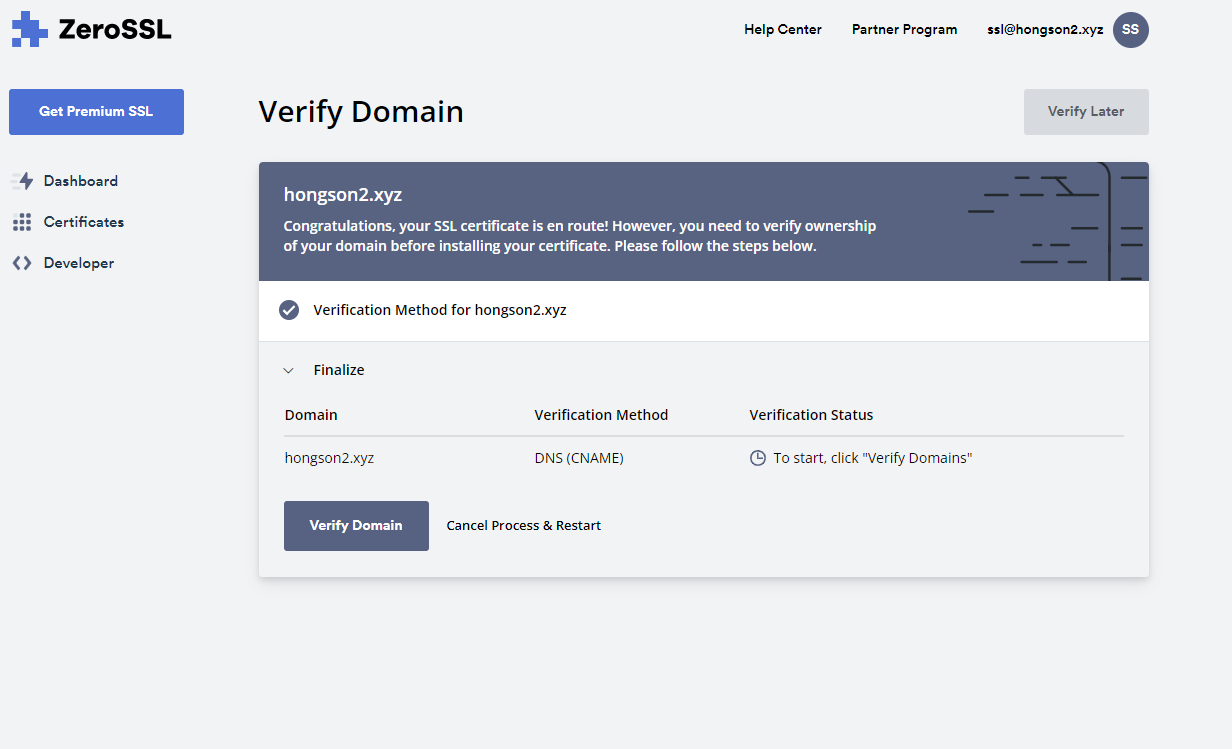 ZeroSSL
Help Center
Partner Program
ssl@hongson2.xyz
SS
Get Premium SSL
Verify Domain
Verify Later
Dashboard
Certificates
Developer
hongson2.xyz
Congratulations, your SSL certificate is en route! However, you need to verify ownership
of your domain before installing your certificate. Please follow the steps below.
Verification Method for hongson2.xyz
Finalize
Domain
Verification Method
Verification Status
hongson2.xyz
DNS (CNAME)
To start, click "Verify Domains"
Verify Domain
Cancel Process & Restart